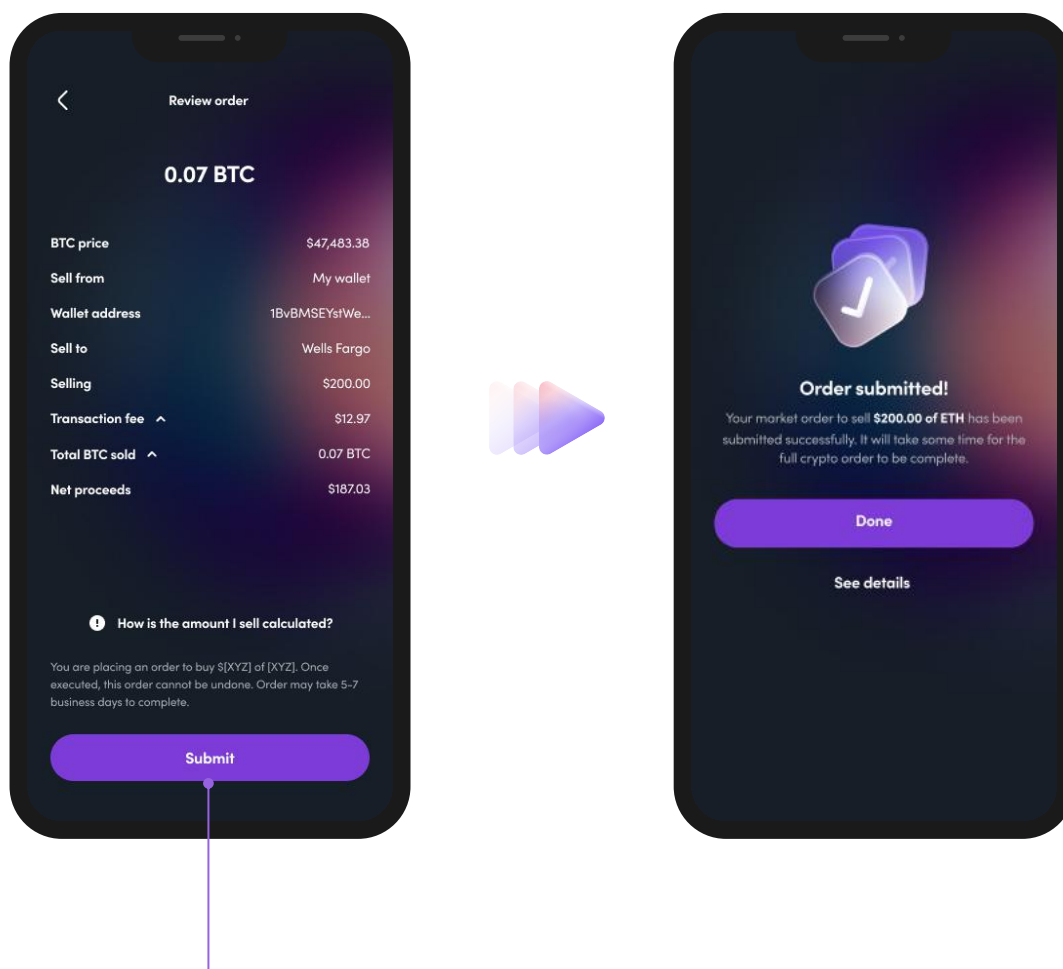 Review order
0.07 BTC
BTC price $47,483.38
Sell from My wallet
Wallet address 1BvBMSEYstWe...
Sell to Wells Fargo
Selling $200.00
Transaction fee $12.97
Total BTC sold 0.07 BTC
Net proceeds $187.03
How is the amount I sell calculated?
You are placing an order to buy $[XYZ] of [XYZ]. Once
executed, this order cannot be undone. Order may take 5-7
business days to complete.
Submit
Order submitted!
Your market order to sell $200.00 of ETH has been
submitted successfully. It will take some time for the
full crypto order to be complete.
Done
See details